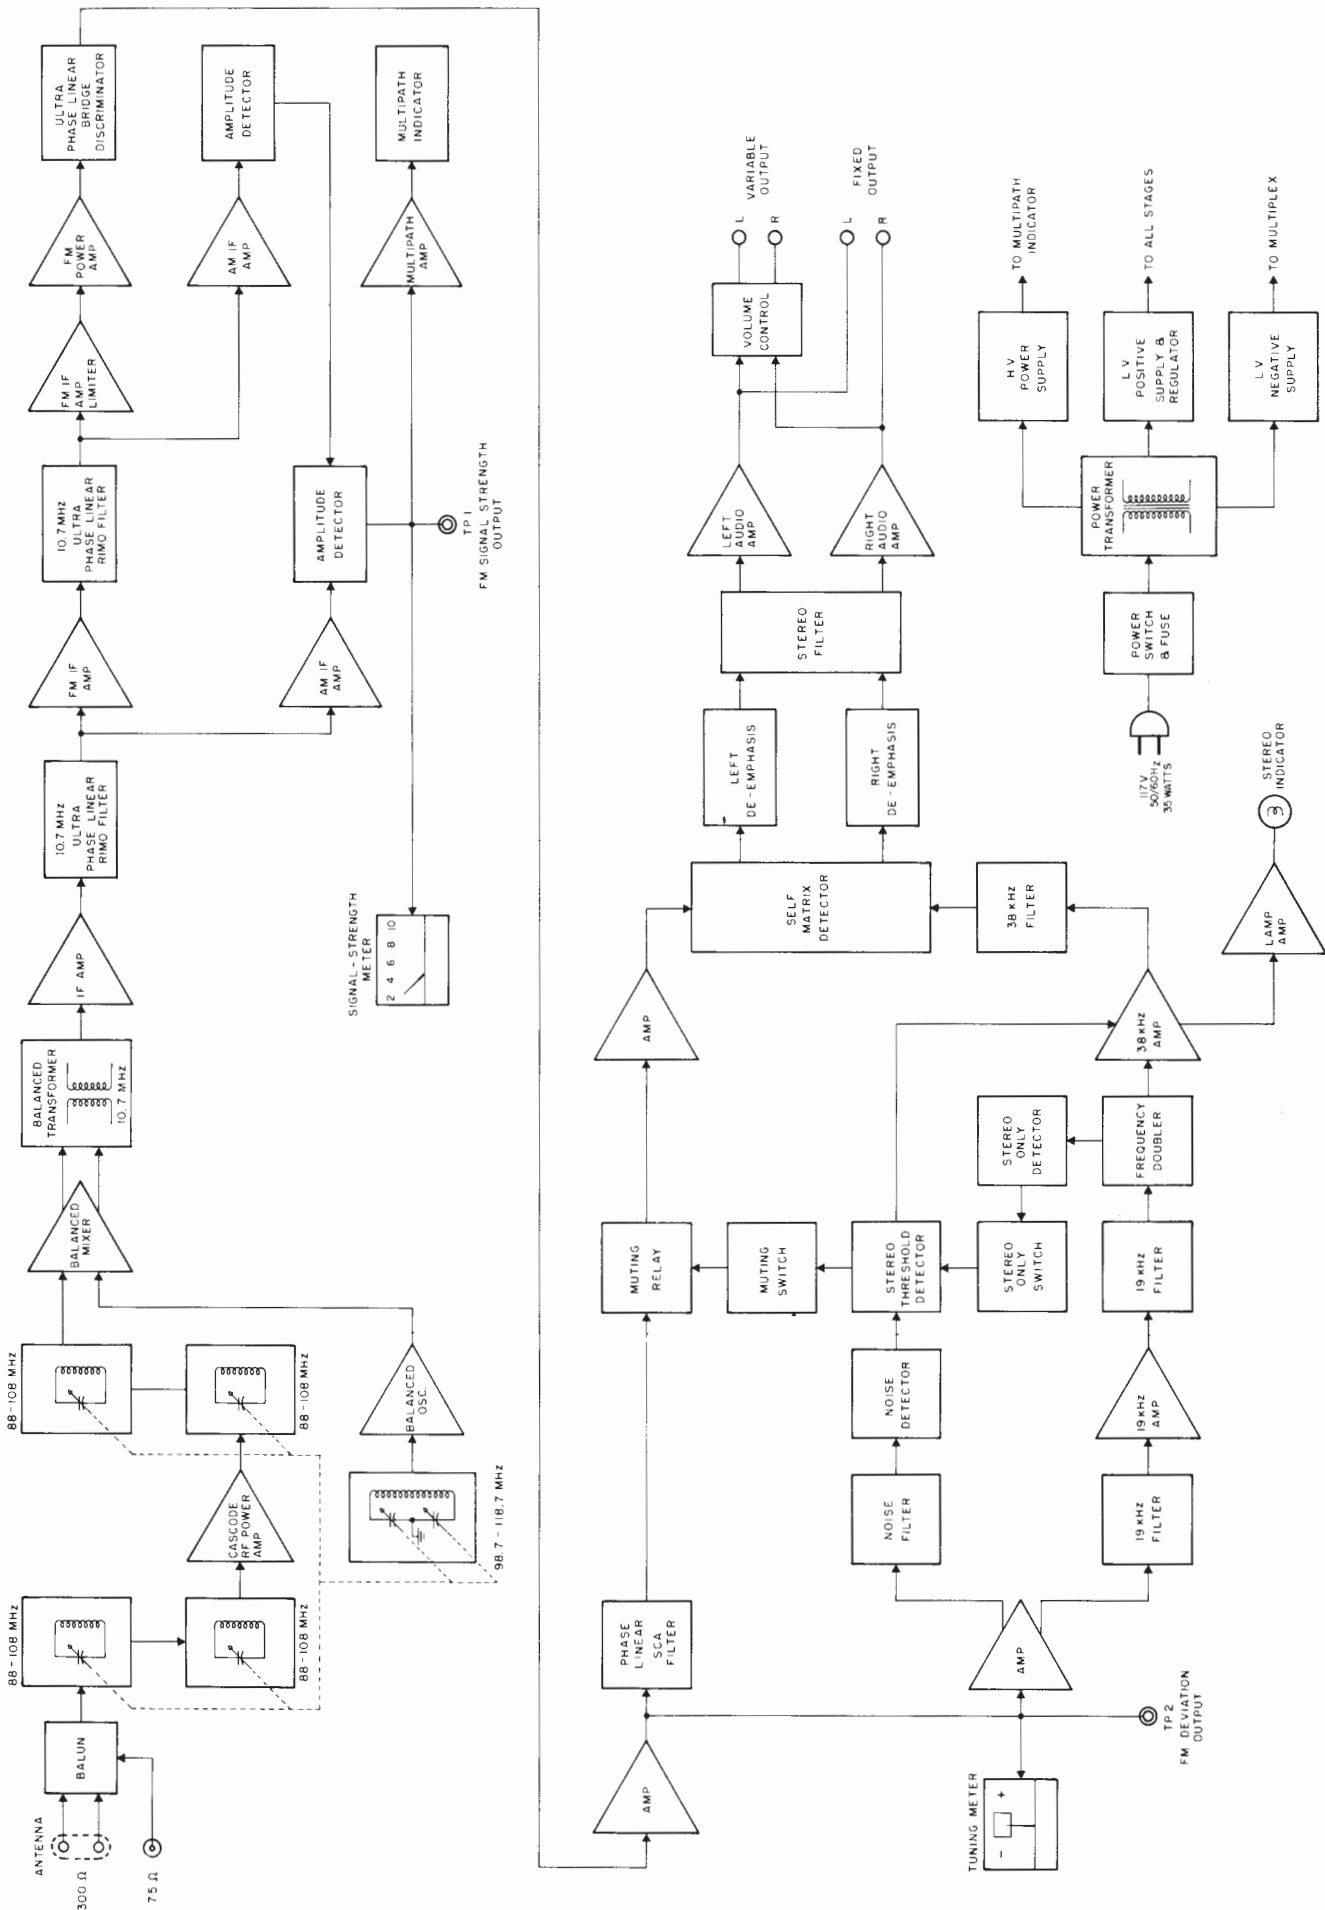 ANTENNA
300 Ω
75 Ω
BALUN
88-108 MHz
88-108 MHz
CASCODE
RF POWER
AMP
88-108 MHz
88-108 MHz
98.7 - 118.7 MHz
BALANCED
OSC.
BALANCED
MIXER
BALANCED
TRANSFORMER
10.7 MHz
IF AMP
10.7 MHz
ULTRA
PHASE LINEAR
RIMO FILTER
FM IF
AMP
10.7 MHz
ULTRA
PHASE LINEAR
RIMO FILTER
FM IF
AMP
LIMITER
FM
POWER
AMP
ULTRA
PHASE LINEAR
BRIDGE
DISCRIMINATOR
AM IF
AMP
AMPLITUDE
DETECTOR
AM IF
AMP
AMPLITUDE
DETECTOR
MULTIPATH
AMP
MULTIPATH
INDICATOR
TP 1
FM SIGNAL STRENGTH
OUTPUT
SIGNAL-STRENGTH
METER
2 4 6 8 10
AMP
PHASE
LINEAR
SCA
FILTER
MUTING
RELAY
AMP
TUNING METER
- +
TP 2
FM DEVIATION
OUTPUT
AMP
NOISE
FILTER
NOISE
DETECTOR
STEREO
THRESHOLD
DETECTOR
MUTING
SWITCH
STEREO
ONLY
SWITCH
STEREO
ONLY
DETECTOR
19 KHz
FILTER
19 KHz
AMP
19 KHz
FILTER
FREQUENCY
DOUBLER
38 KHz
AMP
38 KHz
FILTER
LAMP
AMP
STEREO
INDICATOR
SELF
MATRIX
DETECTOR
LEFT
DE-EMPHASIS
RIGHT
DE-EMPHASIS
STEREO
FILTER
LEFT
AUDIO
AMP
RIGHT
AUDIO
AMP
VOLUME
CONTROL
L
R
VARIABLE
OUTPUT
L
R
FIXED
OUTPUT
117V
50/60Hz
35 WATTS
POWER
SWITCH
& FUSE
POWER
TRANSFORMER
HV
POWER
SUPPLY
TO MULTIPATH
INDICATOR
LV
POSITIVE
SUPPLY &
REGULATOR
TO ALL STAGES
LV
NEGATIVE
SUPPLY
TO MULTIPLEX